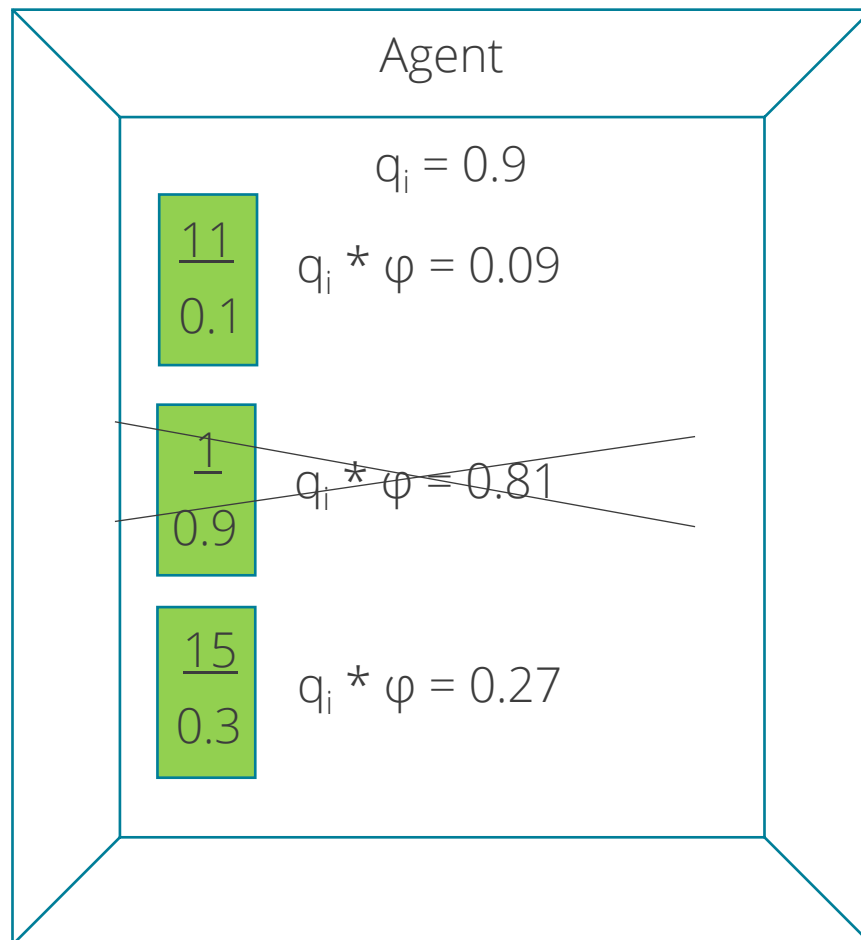 Agent
qᵢ = 0.9
11
0.1
qᵢ * φ = 0.09
1
0.9
qᵢ * φ = 0.81
15
0.3
qᵢ * φ = 0.27